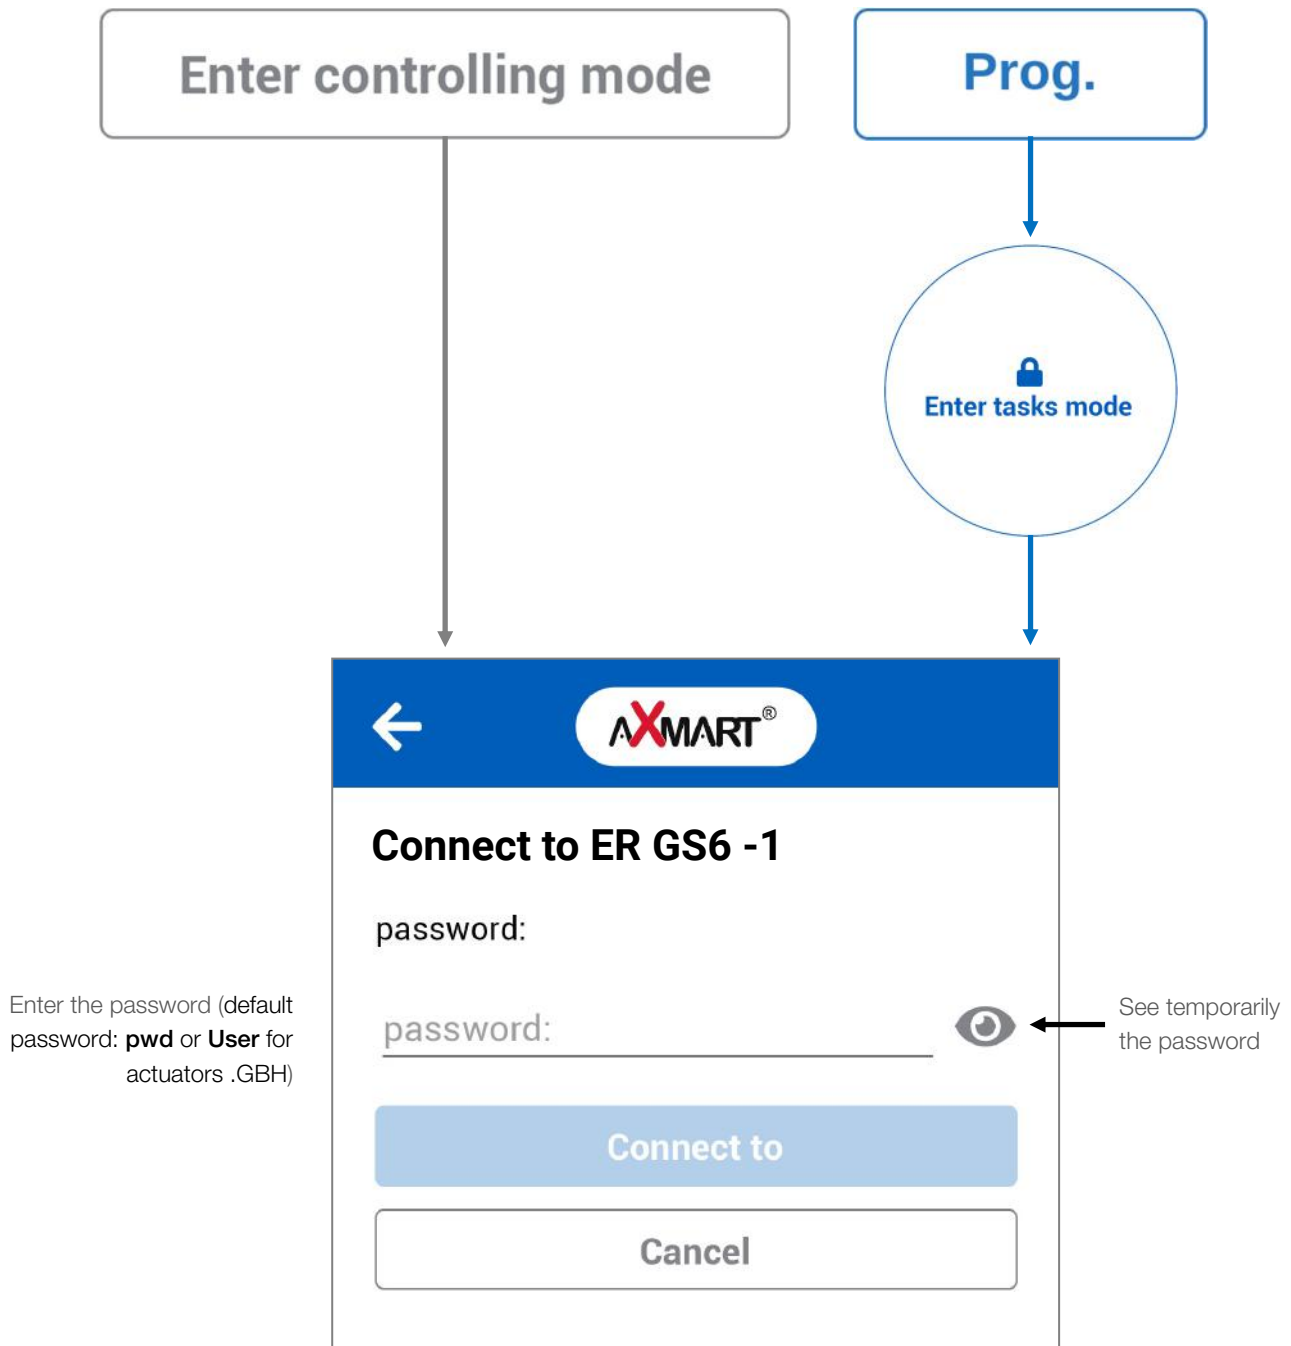 Enter controlling mode
Prog.
Enter tasks mode
AXMART®
Connect to ER GS6 -1
password:
Enter the password (default
password: pwd or User for
actuators .GBH)
password:
See temporarily
the password
Connect to
Cancel